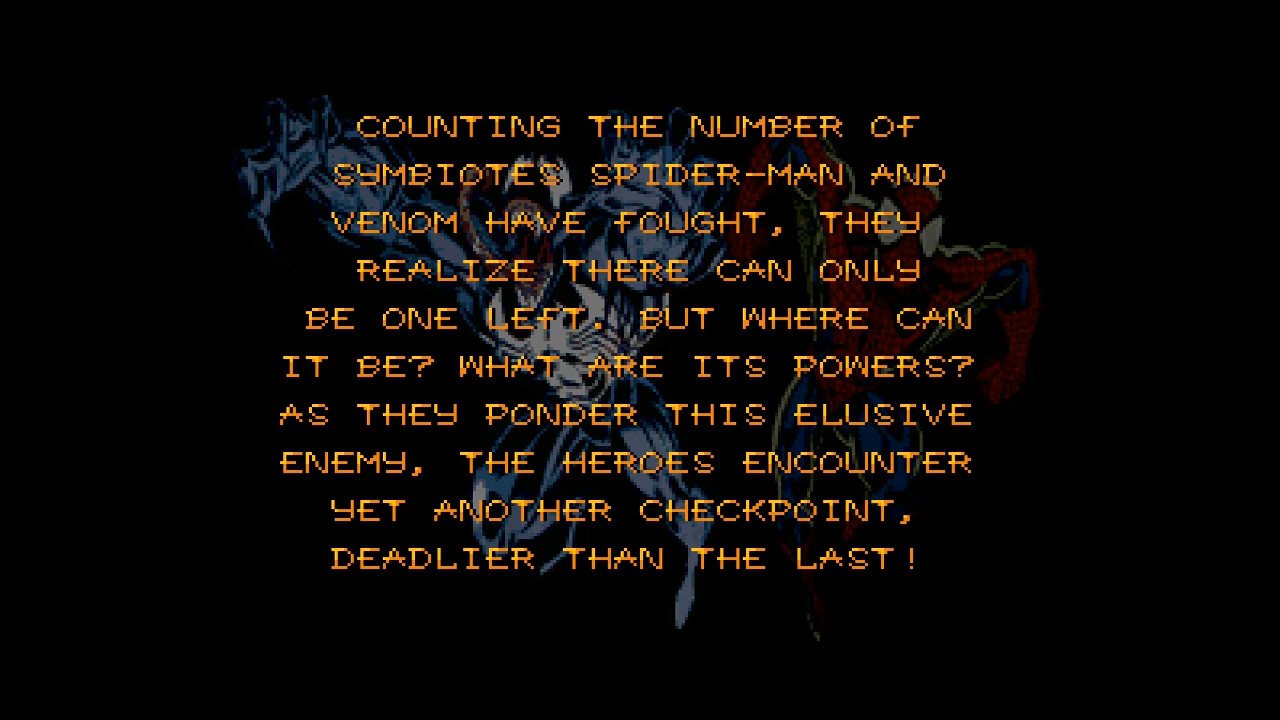 COUNTING THE NUMBER OF
SYMBIOTES SPIDER-MAN AND
VENOM HAVE FOUGHT, THEY
REALIZE THERE CAN ONLY
BE ONE LEFT. BUT WHERE CAN
IT BE? WHAT ARE ITS POWERS?
AS THEY PONDER THIS ELUSIVE
ENEMY, THE HEROES ENCOUNTER
YET ANOTHER CHECKPOINT,
DEADLIER THAN THE LAST!